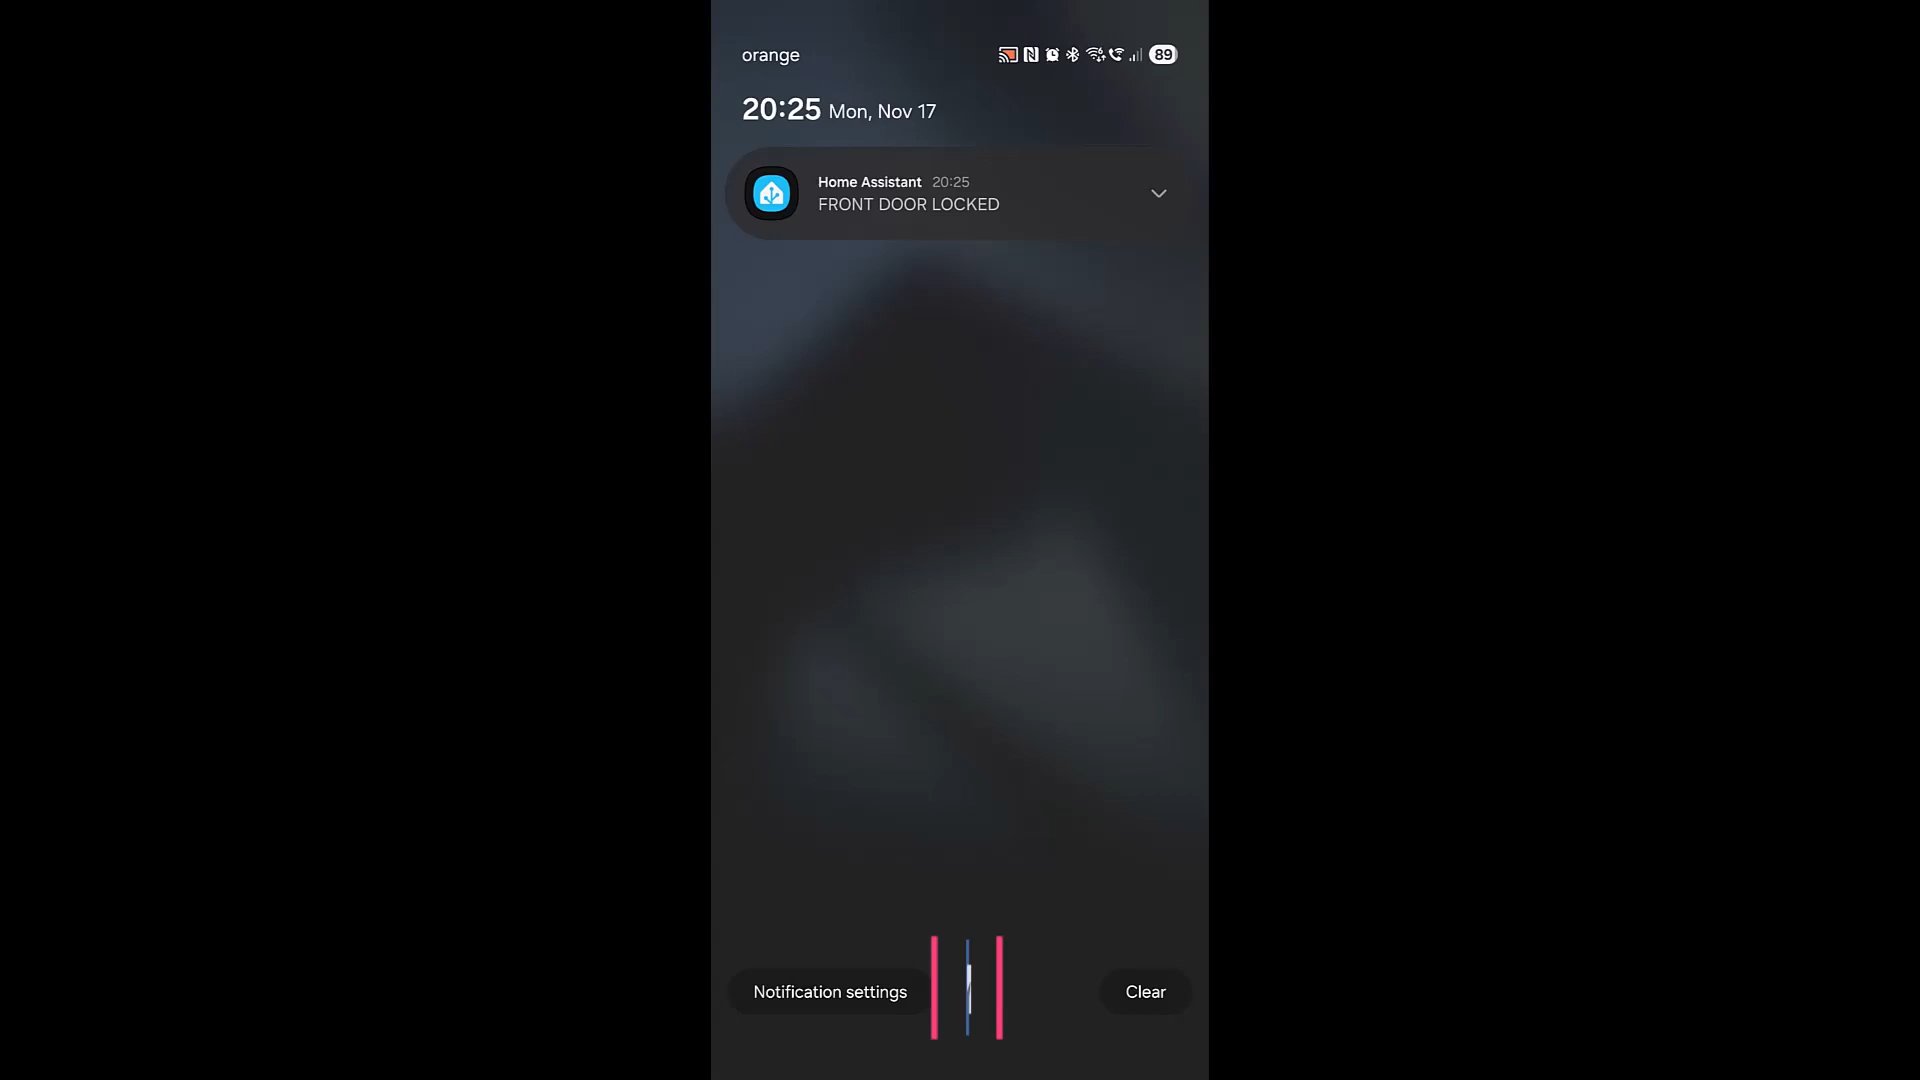 orange
89
20:25 Mon, Nov 17
Home Assistant 20:25
FRONT DOOR LOCKED
Notification settings
Clear